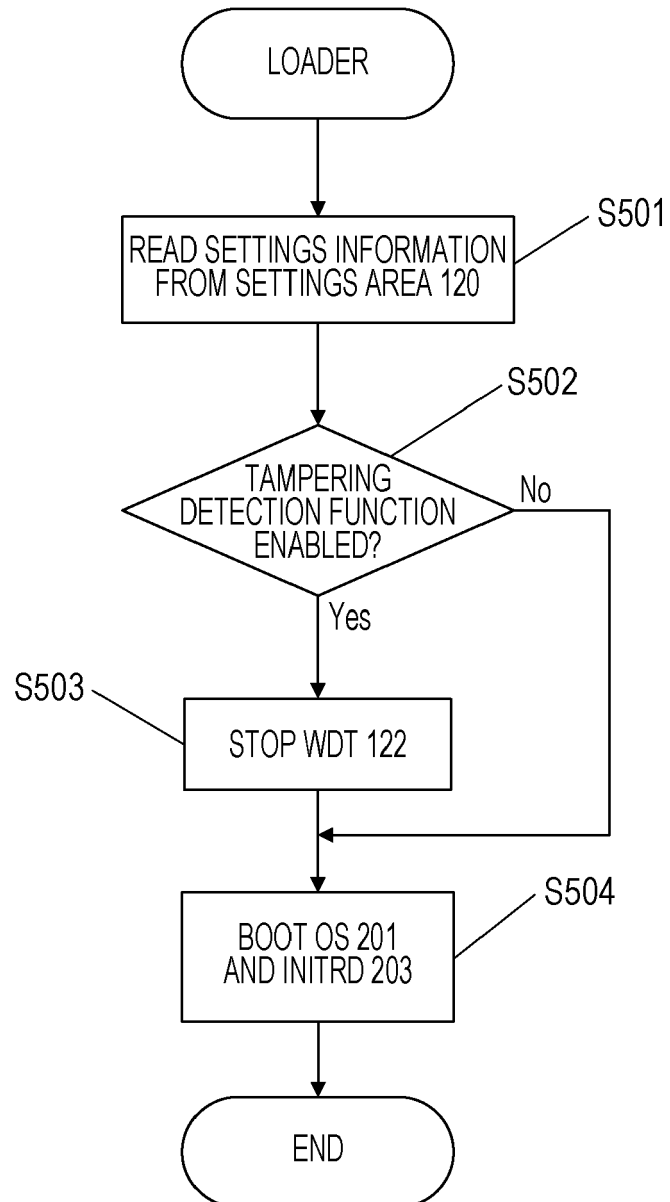 LOADER
S501
READ SETTINGS INFORMATION
FROM SETTINGS AREA 120
S502
TAMPERING
DETECTION FUNCTION
ENABLED?
No
Yes
S503
STOP WDT 122
S504
BOOT OS 201
AND INITRD 203
END